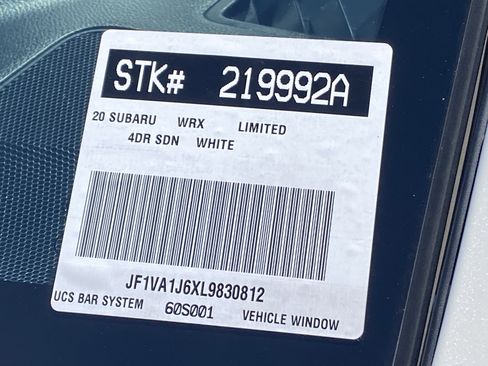 STK# 219992A
20 SUBARU WRX LIMITED
4DR SDN WHITE
JF1VA1J6XL9830812
UCS BAR SYSTEM 60S001 VEHICLE WINDOW